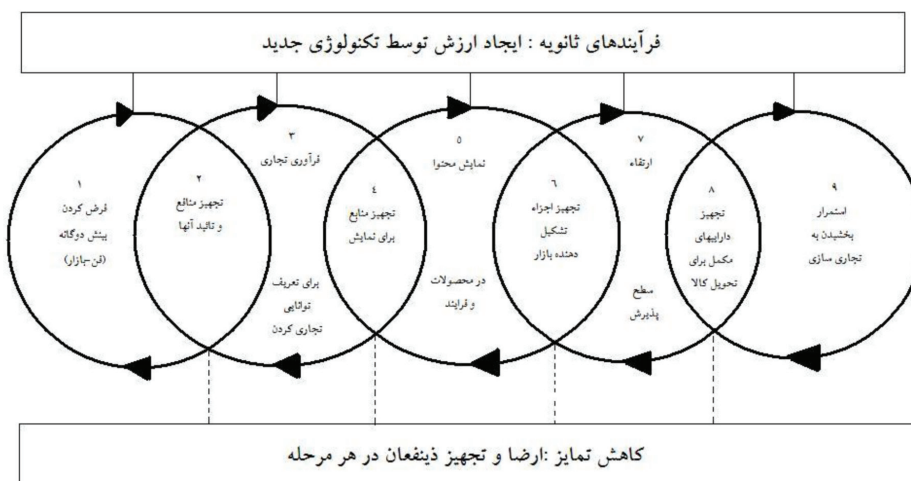 فرآیندهای ثانویه : ایجاد ارزش توسط تکنولوژی جدید
۱
فرض کردن
بینش دوگانه
(فن-بازار)
۲
تجهیز منافع
و تائید آنها
۳
فرآوری تجاری
برای تعریف
توانایی
تجاری کردن
۴
تجهیز منابع
برای نمایش
۵
نمایش محتوا
در محصولات
و فرایند
۶
تجهیز اجزاء
تشکیل
دهنده بازار
۷
ارتقاء
سطح
پذیرش
۸
تجهیز
داراییهای
مکمل برای
تحویل کالا
۹
استمرار
بخشیدن به
تجاری سازی
کاهش تمایز :ارضا و تجهیز ذینفعان در هر مرحله